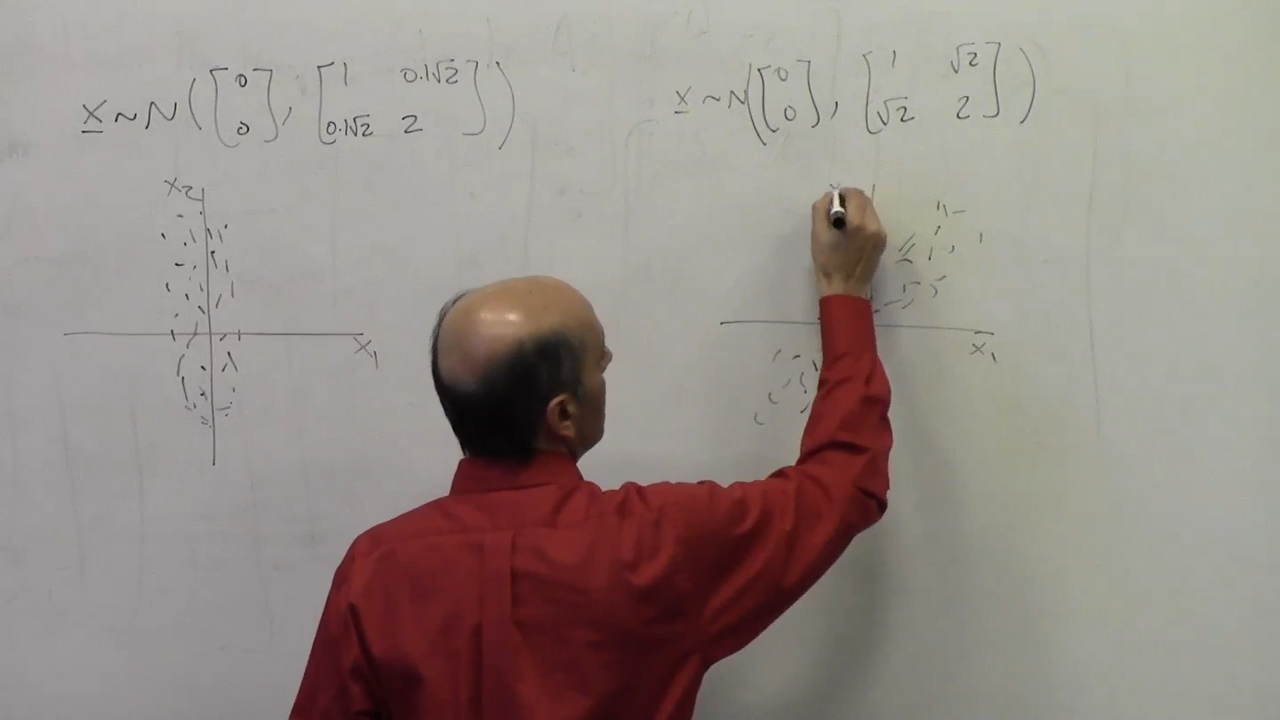 X ~ N ( [ 0 0 ] , [ 1 0.1√2 0.1√2 2 ] )
X ~ N ( [ 0 0 ] , [ 1 √2 √2 2 ] )
X2
X1
X1